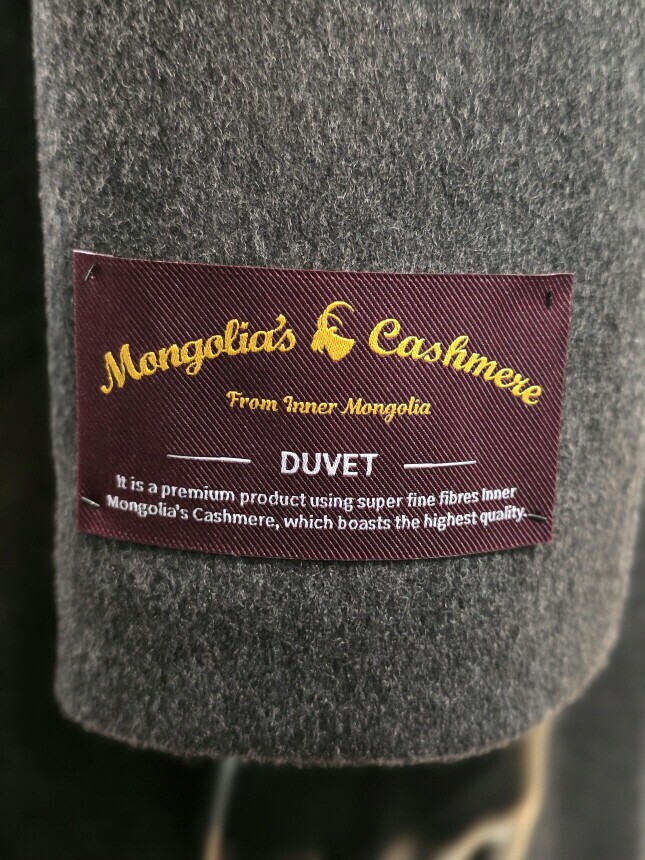 Mongolia's Cashmere
From Inner Mongolia
DUVET
It is a premium product using super fine fibres Inner
Mongolia's Cashmere, which boasts the highest quality.